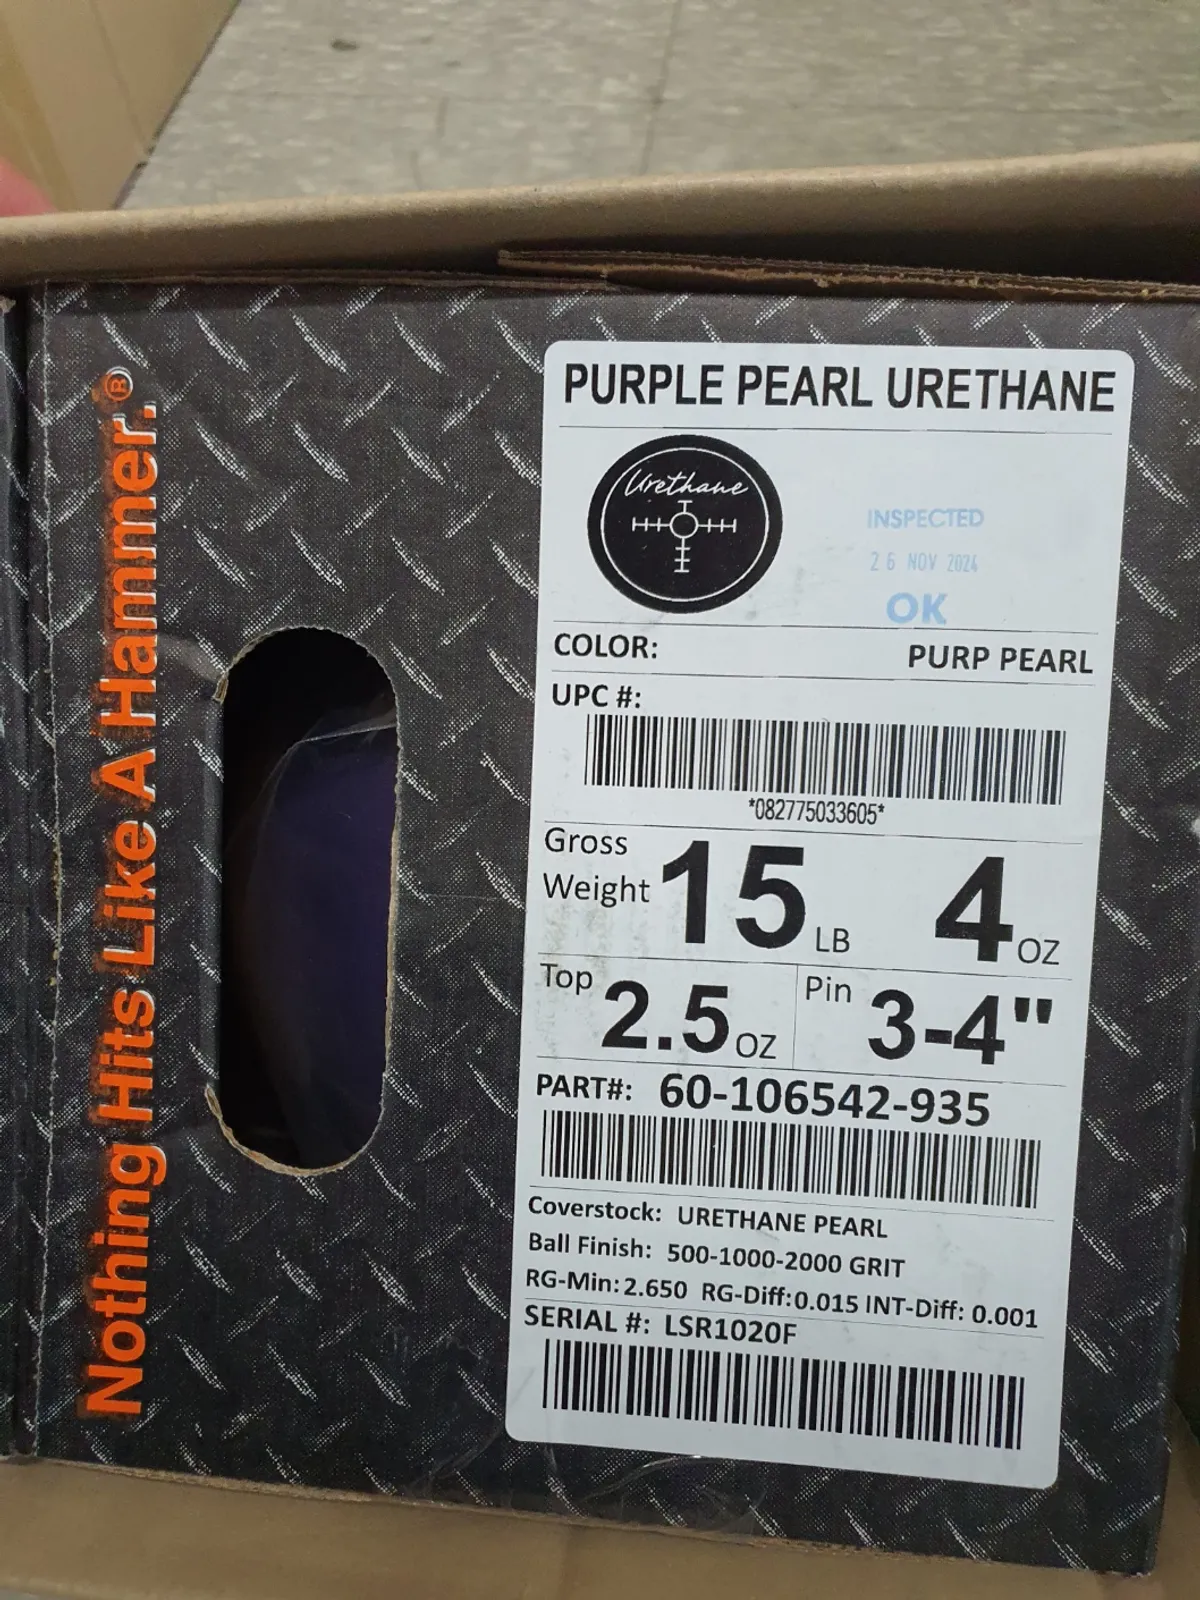 Nothing Hits Like A Hammer.®
PURPLE PEARL URETHANE
Urethane
INSPECTED
26 NOV 2024
OK
COLOR: PURP PEARL
UPC #:
*082775033605*
Gross Weight 15 LB 4 OZ
Top 2.5 OZ Pin 3-4"
PART#: 60-106542-935
Coverstock: URETHANE PEARL
Ball Finish: 500-1000-2000 GRIT
RG-Min: 2.650 RG-Diff:0.015 INT-Diff: 0.001
SERIAL #: LSR1020F